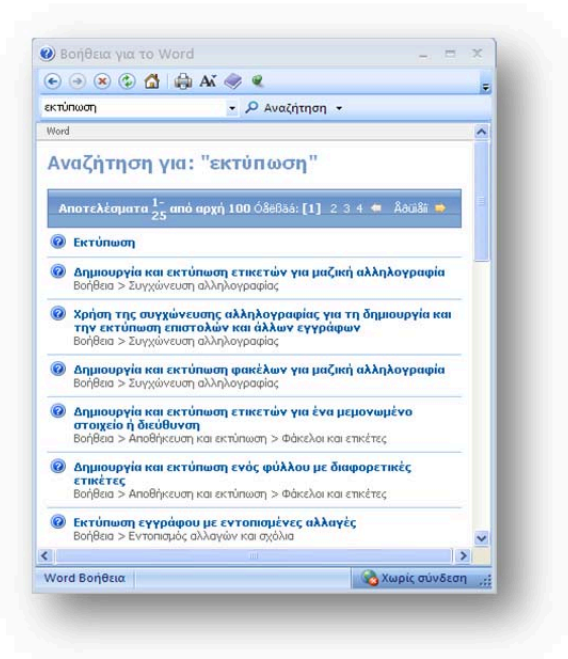 Βοήθεια για το Word
εκτύπωση
Αναζήτηση
Word
Αναζήτηση για: "εκτύπωση"
Αποτελέσματα 1-25 από αρχή 100 Óåëßäá: [1] 2 3 4 Åðüìåíï
Εκτύπωση
Δημιουργία και εκτύπωση ετικετών για μαζική αλληλογραφία
Βοήθεια > Συγχώνευση αλληλογραφίας
Χρήση της συγχώνευσης αλληλογραφίας για τη δημιουργία και
την εκτύπωση επιστολών και άλλων εγγράφων
Βοήθεια > Συγχώνευση αλληλογραφίας
Δημιουργία και εκτύπωση φακέλων για μαζική αλληλογραφία
Βοήθεια > Συγχώνευση αλληλογραφίας
Δημιουργία και εκτύπωση ετικετών για ένα μεμονωμένο
στοιχείο ή διεύθυνση
Βοήθεια > Αποθήκευση και εκτύπωση > Φάκελοι και ετικέτες
Δημιουργία και εκτύπωση ενός φύλλου με διαφορετικές
ετικέτες
Βοήθεια > Αποθήκευση και εκτύπωση > Φάκελοι και ετικέτες
Εκτύπωση εγγράφου με εντοπισμένες αλλαγές
Βοήθεια > Εντοπισμός αλλαγών και σχόλια
Word Βοήθεια
Χωρίς σύνδεση